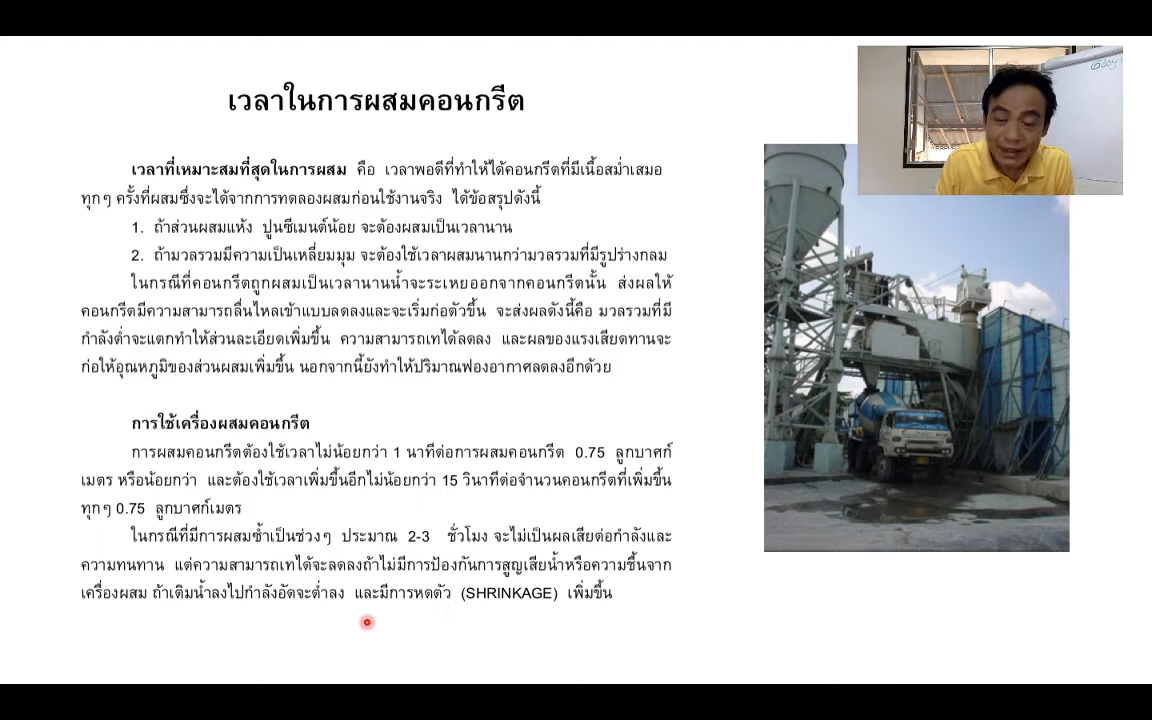 เวลาในการผสมคอนกรีต
เวลาที่เหมาะสมที่สุดในการผสม คือ เวลาพอดีที่ทำให้ได้คอนกรีตที่มีเนื้อสม่ำเสมอ
ทุกๆ ครั้งที่ผสมซึ่งจะได้จากการทดลองผสมก่อนใช้งานจริง ได้ข้อสรุปดังนี้
1. ถ้าส่วนผสมแห้ง ปูนซีเมนต์น้อย จะต้องผสมเป็นเวลานาน
2. ถ้ามวลรวมมีความเป็นเหลี่ยมมุม จะต้องใช้เวลาผสมนานกว่ามวลรวมที่มีรูปร่างกลม
ในกรณีที่คอนกรีตถูกผสมเป็นเวลานานน้ำจะระเหยออกจากคอนกรีตนั้น ส่งผลให้
คอนกรีตมีความสามารถลื่นไหลเข้าแบบลดลงและจะเริ่มก่อตัวขึ้น จะส่งผลดังนี้คือ มวลรวมที่มี
กำลังต่ำจะแตกทำให้ส่วนละเอียดเพิ่มขึ้น ความสามารถเทได้ลดลง และผลของแรงเสียดทานจะ
ก่อให้อุณหภูมิของส่วนผสมเพิ่มขึ้น นอกจากนี้ยังทำให้ปริมาณฟองอากาศลดลงอีกด้วย
การใช้เครื่องผสมคอนกรีต
การผสมคอนกรีตต้องใช้เวลาไม่น้อยกว่า 1 นาทีต่อการผสมคอนกรีต 0.75 ลูกบาศก์
เมตร หรือน้อยกว่า และต้องใช้เวลาเพิ่มขึ้นอีกไม่น้อยกว่า 15 วินาทีต่อจำนวนคอนกรีตที่เพิ่มขึ้น
ทุกๆ 0.75 ลูกบาศก์เมตร
ในกรณีที่มีการผสมซ้ำเป็นช่วงๆ ประมาณ 2-3 ชั่วโมง จะไม่เป็นผลเสียต่อกำลังและ
ความทนทาน แต่ความสามารถเทได้จะลดลงถ้าไม่มีการป้องกันการสูญเสียน้ำหรือความชื้นจาก
เครื่องผสม ถ้าเติมน้ำลงไปกำลังอัดจะต่ำลง และมีการหดตัว (SHRINKAGE) เพิ่มขึ้น